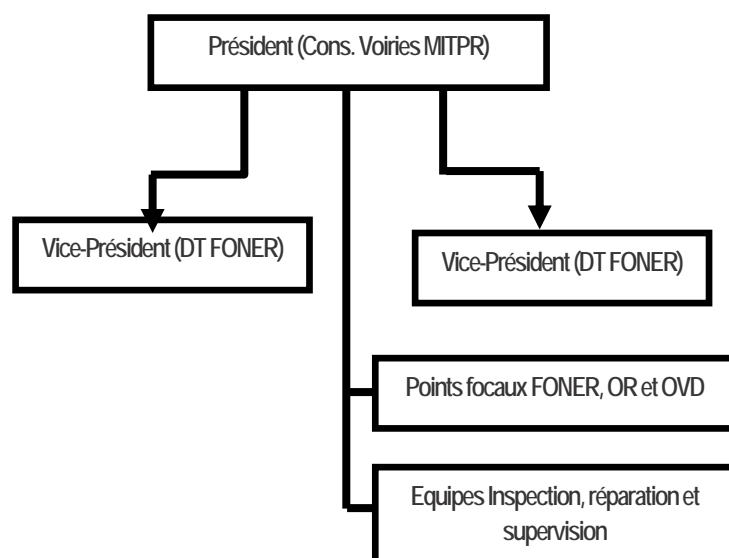 Président (Cons. Voiries MITPR)
Vice-Président (DT FONER)
Vice-Président (DT FONER)
Points focaux FONER, OR et OVD
Equipes Inspection, réparation et
supervision